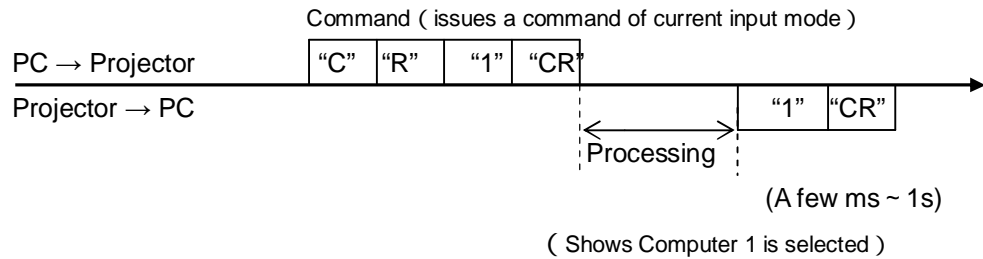 Command ( issues a command of current input mode )
PC → Projector “C” “R” “1” “CR”
Projector → PC “1” “CR”
Processing
(A few ms ~ 1s)
( Shows Computer 1 is selected )